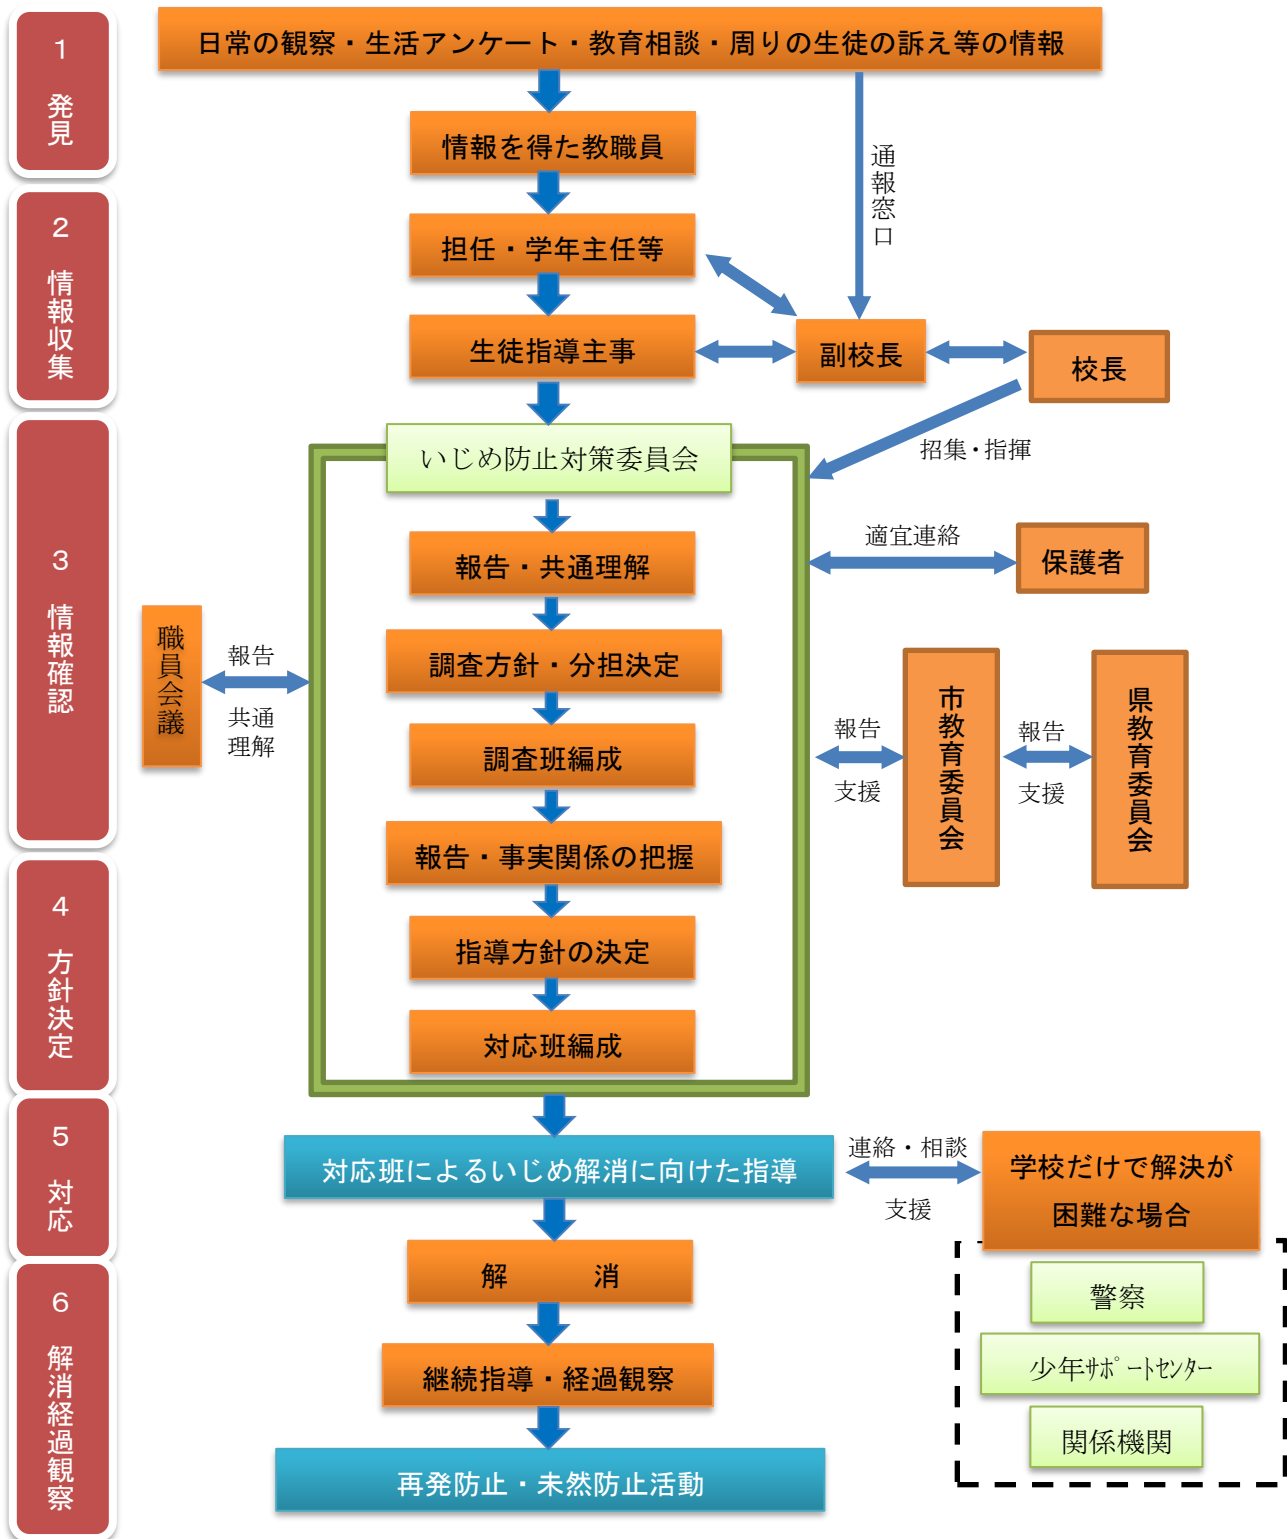 1
発見
日常の観察・生活アンケート・教育相談・周りの生徒の訴え等の情報
情報を得た教職員
通報窓口
2
情報収集
担任・学年主任等
生徒指導主事
副校長
校長
招集・指揮
3
情報確認
いじめ防止対策委員会
報告・共通理解
適宜連絡
保護者
職員会議
報告
共通
理解
調査方針・分担決定
調査班編成
報告
支援
市教育委員会
報告
支援
県教育委員会
報告・事実関係の把握
4
方針決定
指導方針の決定
対応班編成
5
対応
対応班によるいじめ解消に向けた指導
連絡・相談
支援
学校だけで解決が
困難な場合
6
解消経過観察
解　　　消
警察
少年ｻﾎﾟｰﾄｾﾝﾀｰ
関係機関
継続指導・経過観察
再発防止・未然防止活動